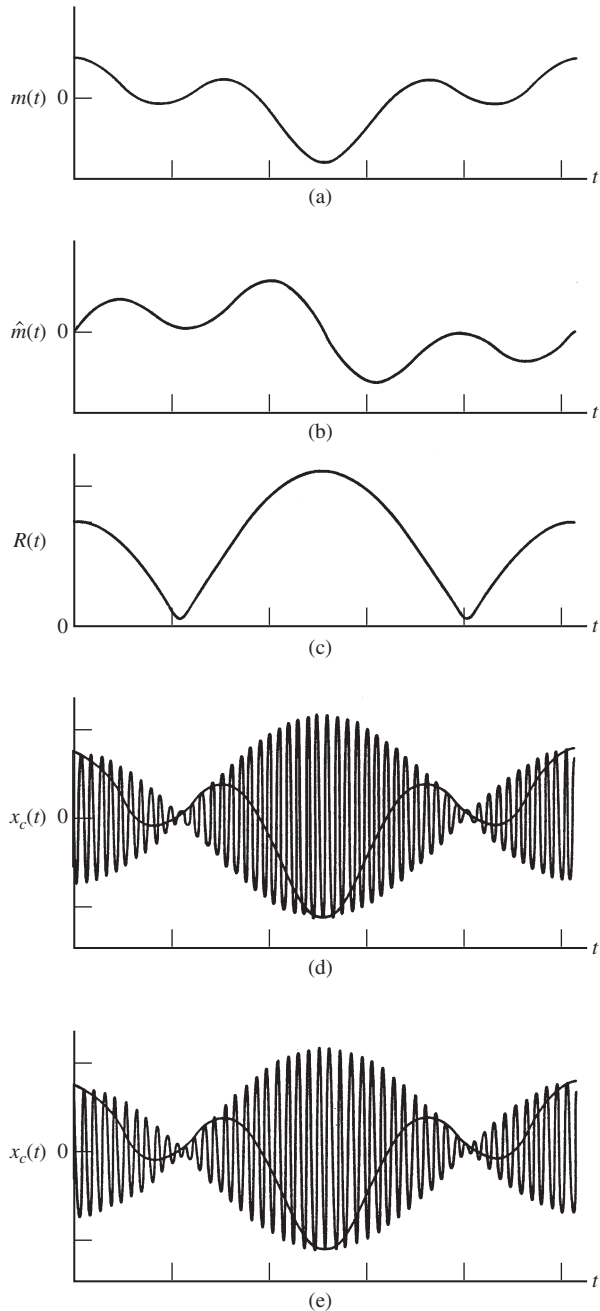 m(t) 0
t
(a)
m̂(t) 0
t
(b)
R(t)
0
t
(c)
x_c(t) 0
t
(d)
x_c(t) 0
t
(e)